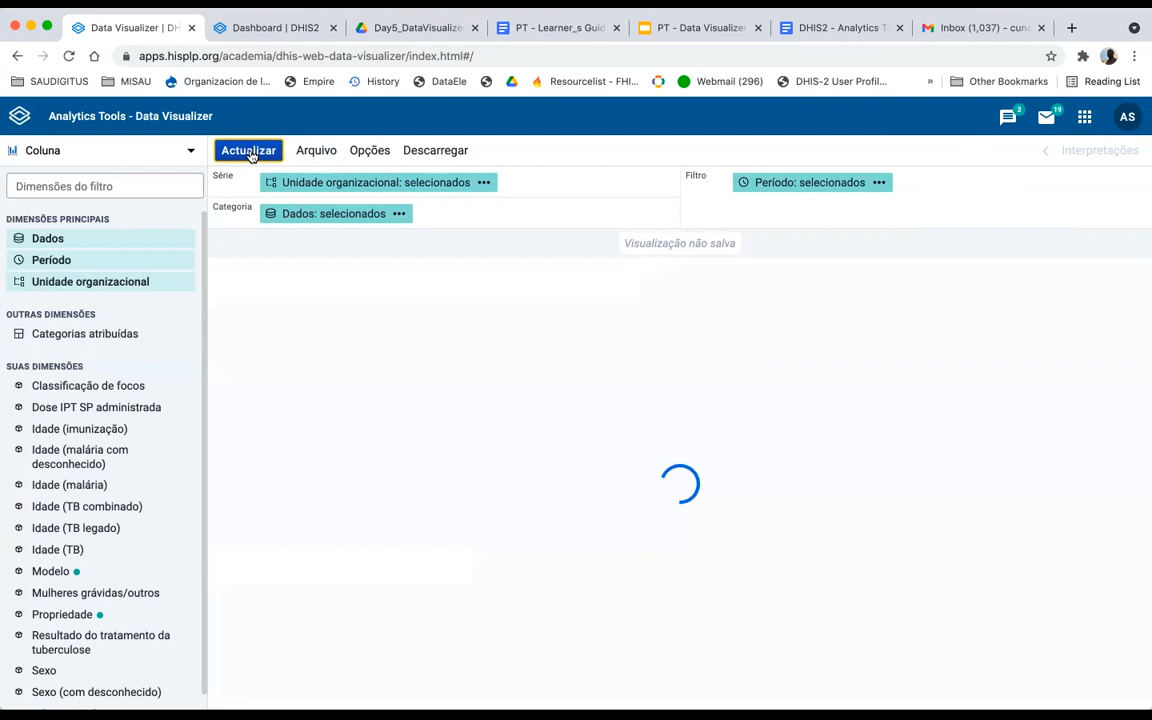 Data Visualizer | DH
Dashboard | DHIS2
Day5_DataVisualize
PT - Learner_s Guid
PT - Data Visualizer
DHIS2 - Analytics T
Inbox (1,037) - cuna
apps.hisplp.org/academia/dhis-web-data-visualizer/index.html#/
SAUDIGITUS
MISAU
Organizacion de I...
Empire
History
DataEle
Resourcelist - FHI...
Webmail (296)
DHIS-2 User Profil...
»
Other Bookmarks
Reading List
Analytics Tools - Data Visualizer
3
19
AS
Coluna
Actualizar
Arquivo
Opções
Descarregar
Interpretações
Dimensões do filtro
Série
Unidade organizacional: selecionados
Filtro
Período: selecionados
Categoria
Dados: selecionados
Visualização não salva
DIMENSÕES PRINCIPAIS
Dados
Período
Unidade organizacional
OUTRAS DIMENSÕES
Categorias atribuídas
SUAS DIMENSÕES
Classificação de focos
Dose IPT SP administrada
Idade (imunização)
Idade (malária com
desconhecido)
Idade (malária)
Idade (TB combinado)
Idade (TB legado)
Idade (TB)
Modelo
Mulheres grávidas/outros
Propriedade
Resultado do tratamento da
tuberculose
Sexo
Sexo (com desconhecido)